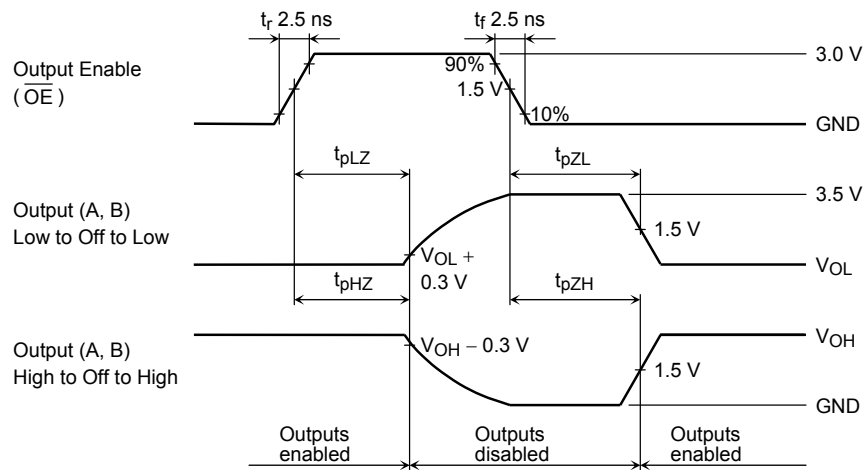 tr 2.5 ns
tf 2.5 ns
Output Enable
( OE )
90%
1.5 V
10%
3.0 V
GND
tpLZ
tpZL
Output (A, B)
Low to Off to Low
3.5 V
1.5 V
VOL +
0.3 V
VOL
tpHZ
tpZH
Output (A, B)
High to Off to High
VOH
VOH – 0.3 V
1.5 V
GND
Outputs
enabled
Outputs
disabled
Outputs
enabled